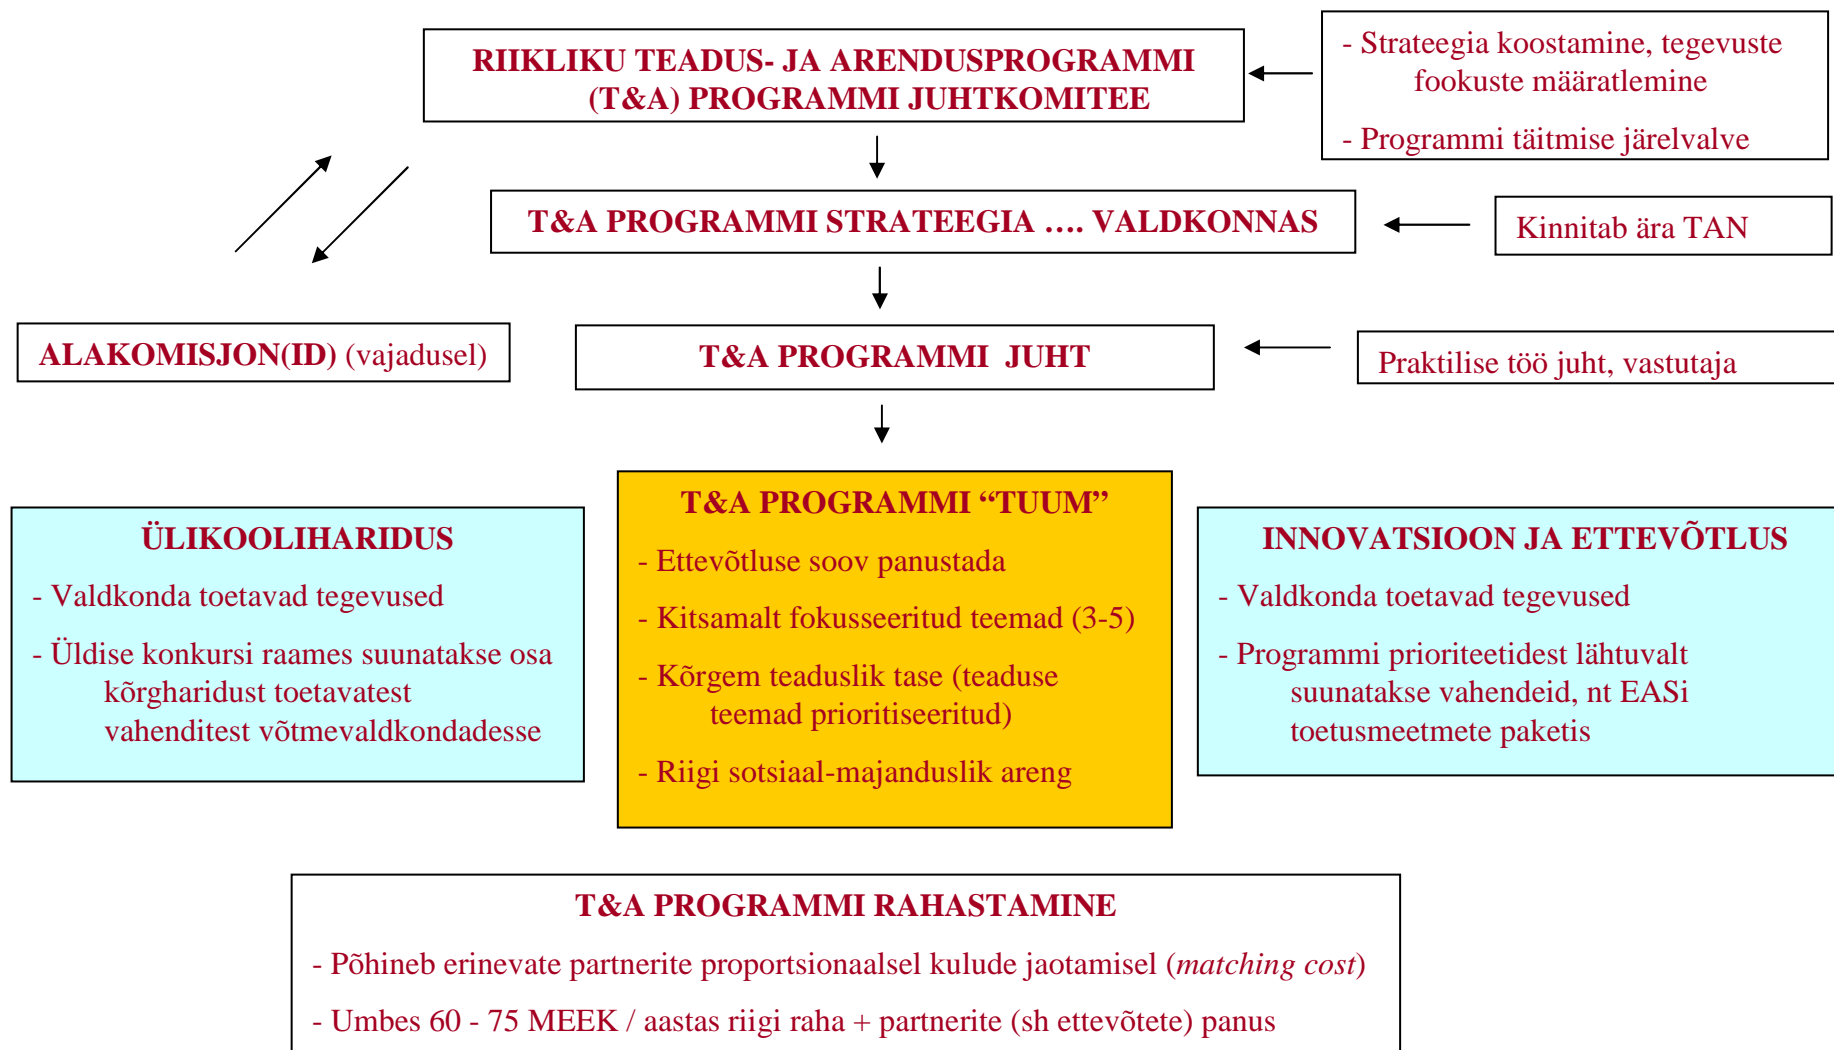 RIIKLIKU TEADUS- JA ARENDUSPROGRAMMI
(T&A) PROGRAMMI JUHTKOMITEE
- Strateegia koostamine, tegevuste
fookuste määratlemine
- Programmi täitmise järelvalve
T&A PROGRAMMI STRATEEGIA …. VALDKONNAS
Kinnitab ära TAN
ALAKOMISJON(ID) (vajadusel)
T&A PROGRAMMI JUHT
Praktilise töö juht, vastutaja
ÜLIKOOLIHARIDUS
- Valdkonda toetavad tegevused
- Üldise konkursi raames suunatakse osa
kõrgharidust toetavatest
vahenditest võtmevaldkondadesse
T&A PROGRAMMI “TUUM”
- Ettevõtluse soov panustada
- Kitsamalt fokusseeritud teemad (3-5)
- Kõrgem teaduslik tase (teaduse
teemad prioritiseeritud)
- Riigi sotsiaal-majanduslik areng
INNOVATSIOON JA ETTEVÕTLUS
- Valdkonda toetavad tegevused
- Programmi prioriteetidest lähtuvalt
suunatakse vahendeid, nt EASi
toetusmeetmete paketis
T&A PROGRAMMI RAHASTAMINE
- Põhineb erinevate partnerite proportsionaalsel kulude jaotamisel (matching cost)
- Umbes 60 - 75 MEEK / aastas riigi raha + partnerite (sh ettevõtete) panus